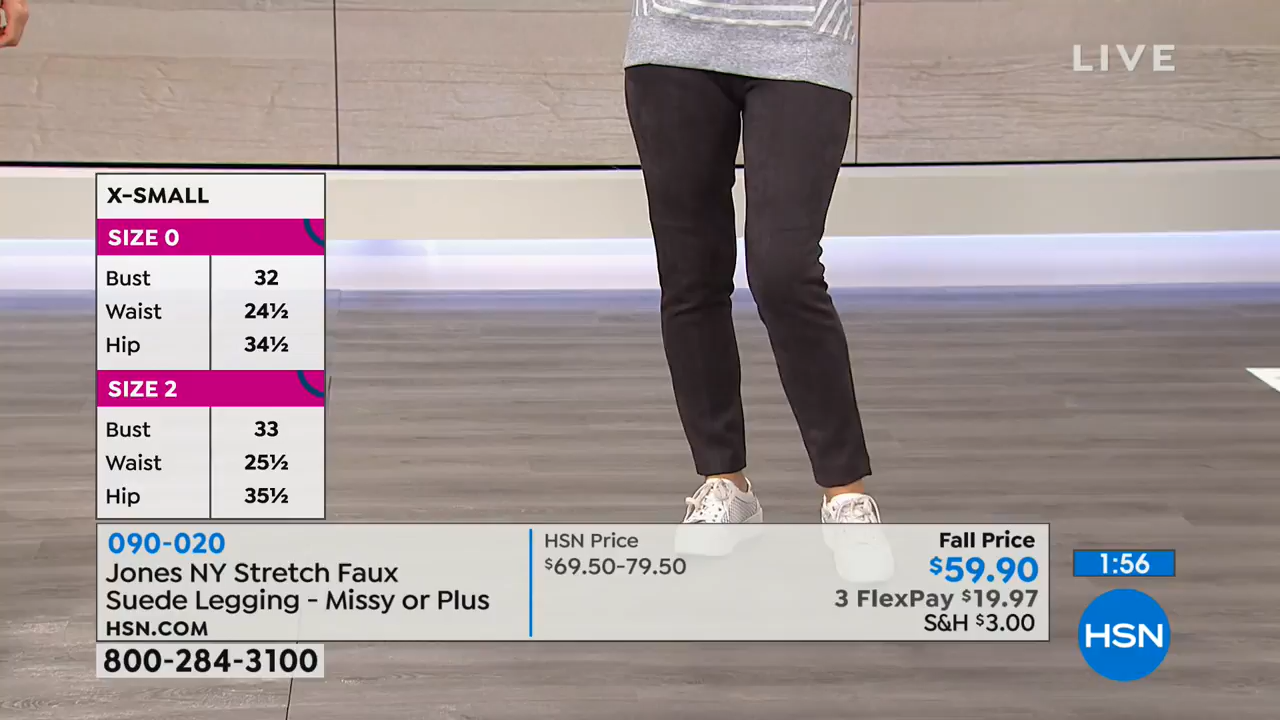 LIVE
X-SMALL
SIZE 0
Bust 32
Waist 24½
Hip 34½
SIZE 2
Bust 33
Waist 25½
Hip 35½
090-020
Jones NY Stretch Faux
Suede Legging - Missy or Plus
HSN.COM
800-284-3100
HSN Price
$69.50-79.50
Fall Price
$59.90
3 FlexPay $19.97
S&H $3.00
1:56
HSN